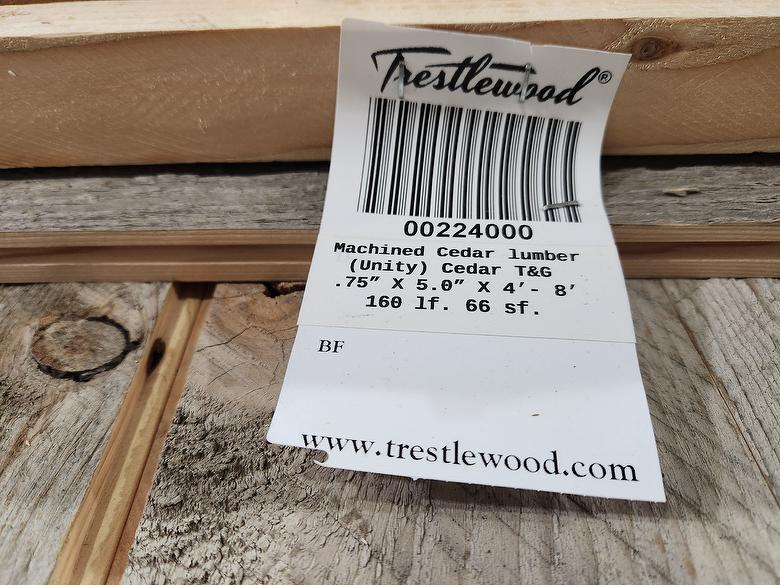 Trestlewood®
00224000
Machined Cedar lumber
(Unity) Cedar T&G
.75” X 5.0” X 4’- 8’
160 lf. 66 sf.
BF
www.trestlewood.com